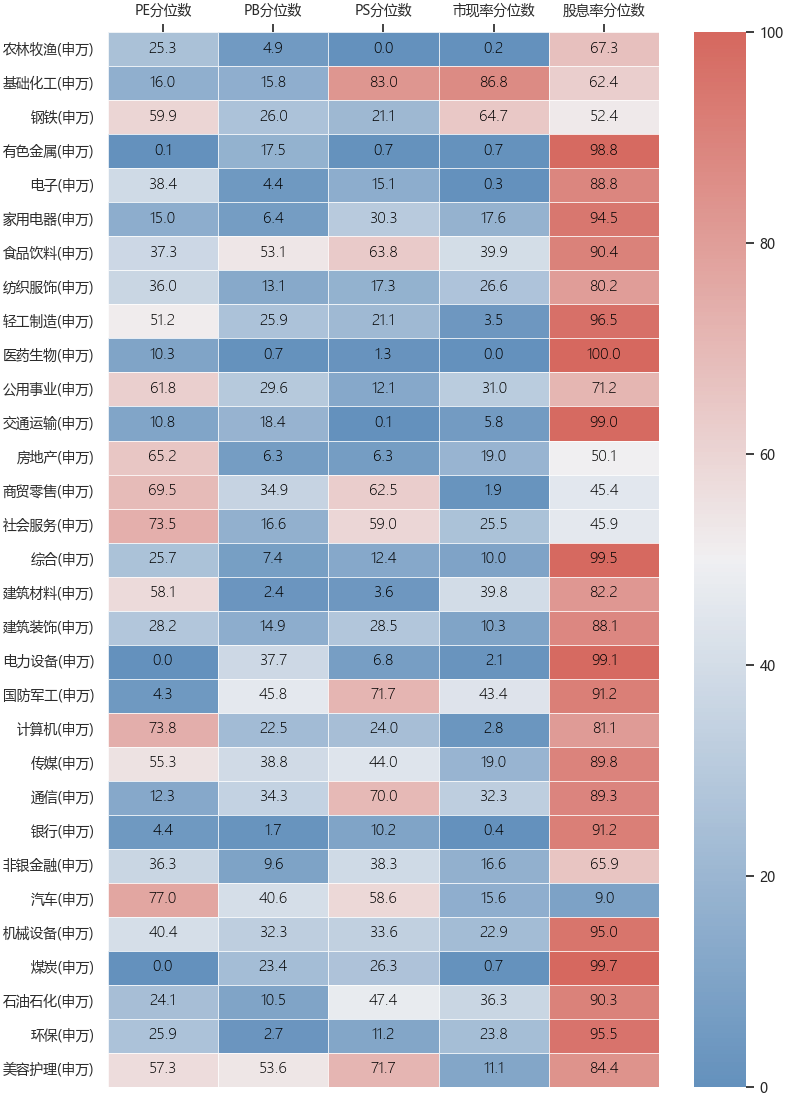 PE分位数 PB分位数 PS分位数 市现率分位数 股息率分位数
农林牧渔(申万) 25.3 4.9 0.0 0.2 67.3
基础化工(申万) 16.0 15.8 83.0 86.8 62.4
钢铁(申万) 59.9 26.0 21.1 64.7 52.4
有色金属(申万) 0.1 17.5 0.7 0.7 98.8
电子(申万) 38.4 4.4 15.1 0.3 88.8
家用电器(申万) 15.0 6.4 30.3 17.6 94.5
食品饮料(申万) 37.3 53.1 63.8 39.9 90.4
纺织服饰(申万) 36.0 13.1 17.3 26.6 80.2
轻工制造(申万) 51.2 25.9 21.1 3.5 96.5
医药生物(申万) 10.3 0.7 1.3 0.0 100.0
公用事业(申万) 61.8 29.6 12.1 31.0 71.2
交通运输(申万) 10.8 18.4 0.1 5.8 99.0
房地产(申万) 65.2 6.3 6.3 19.0 50.1
商贸零售(申万) 69.5 34.9 62.5 1.9 45.4
社会服务(申万) 73.5 16.6 59.0 25.5 45.9
综合(申万) 25.7 7.4 12.4 10.0 99.5
建筑材料(申万) 58.1 2.4 3.6 39.8 82.2
建筑装饰(申万) 28.2 14.9 28.5 10.3 88.1
电力设备(申万) 0.0 37.7 6.8 2.1 99.1
国防军工(申万) 4.3 45.8 71.7 43.4 91.2
计算机(申万) 73.8 22.5 24.0 2.8 81.1
传媒(申万) 55.3 38.8 44.0 19.0 89.8
通信(申万) 12.3 34.3 70.0 32.3 89.3
银行(申万) 4.4 1.7 10.2 0.4 91.2
非银金融(申万) 36.3 9.6 38.3 16.6 65.9
汽车(申万) 77.0 40.6 58.6 15.6 9.0
机械设备(申万) 40.4 32.3 33.6 22.9 95.0
煤炭(申万) 0.0 23.4 26.3 0.7 99.7
石油石化(申万) 24.1 10.5 47.4 36.3 90.3
环保(申万) 25.9 2.7 11.2 23.8 95.5
美容护理(申万) 57.3 53.6 71.7 11.1 84.4
100
80
60
40
20
0